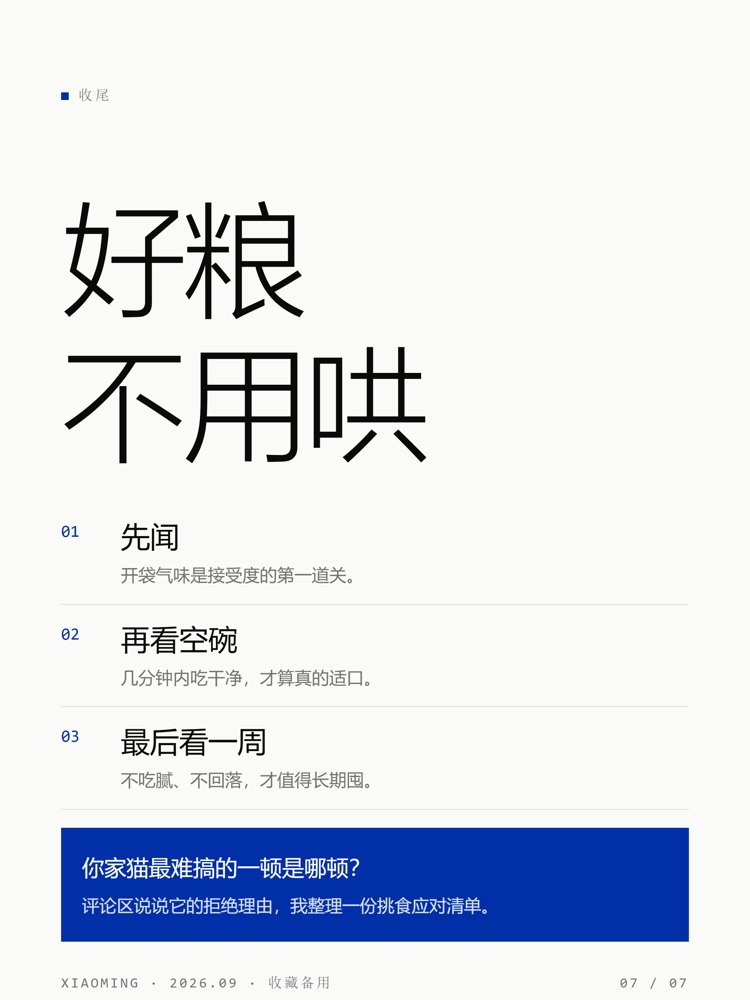 收尾
好粮
不用哄
01 先闻
开袋气味是接受度的第一道关。
02 再看空碗
几分钟内吃干净，才算真的适口。
03 最后看一周
不吃腻、不回落，才值得长期囤。
你家猫最难搞的一顿是哪顿？
评论区说说它的拒绝理由，我整理一份挑食应对清单。
XIAOMING · 2026.09 · 收藏备用
07 / 07